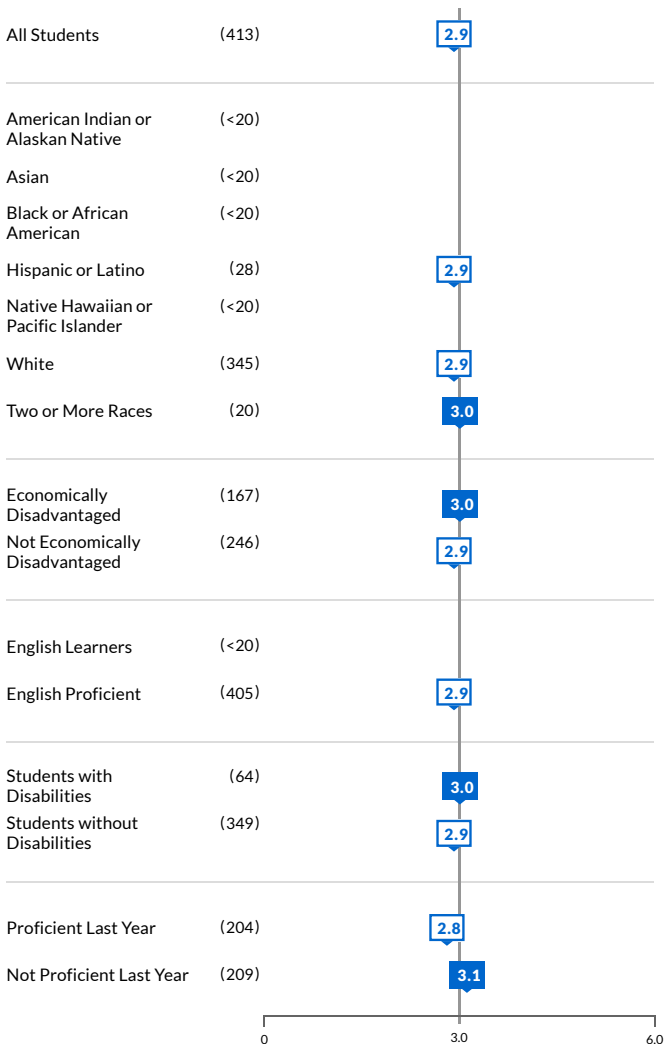 All Students (413) 2.9
American Indian or (<20)
Alaskan Native
Asian (<20)
Black or African (<20)
American
Hispanic or Latino (28) 2.9
Native Hawaiian or (<20)
Pacific Islander
White (345) 2.9
Two or More Races (20) 3.0
Economically (167) 3.0
Disadvantaged
Not Economically (246) 2.9
Disadvantaged
English Learners (<20)
English Proficient (405) 2.9
Students with (64) 3.0
Disabilities
Students without (349) 2.9
Disabilities
Proficient Last Year (204) 2.8
Not Proficient Last Year (209) 3.1
0 3.0 6.0